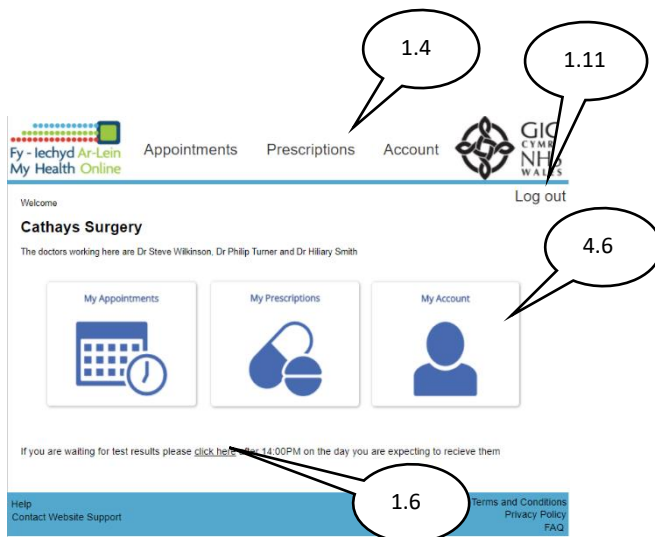 1.4
1.11
Fy - Iechyd Ar-Lein
My Health Online
Appointments Prescriptions Account
GIG
CYMRU
NHS
WALES
Log out
Welcome
Cathays Surgery
The doctors working here are Dr Steve Wilkinson, Dr Philip Turner and Dr Hiliary Smith
4.6
My Appointments
My Prescriptions
My Account
If you are waiting for test results please click here after 14:00PM on the day you are expecting to recieve them
1.6
Help
Contact Website Support
Terms and Conditions
Privacy Policy
FAQ